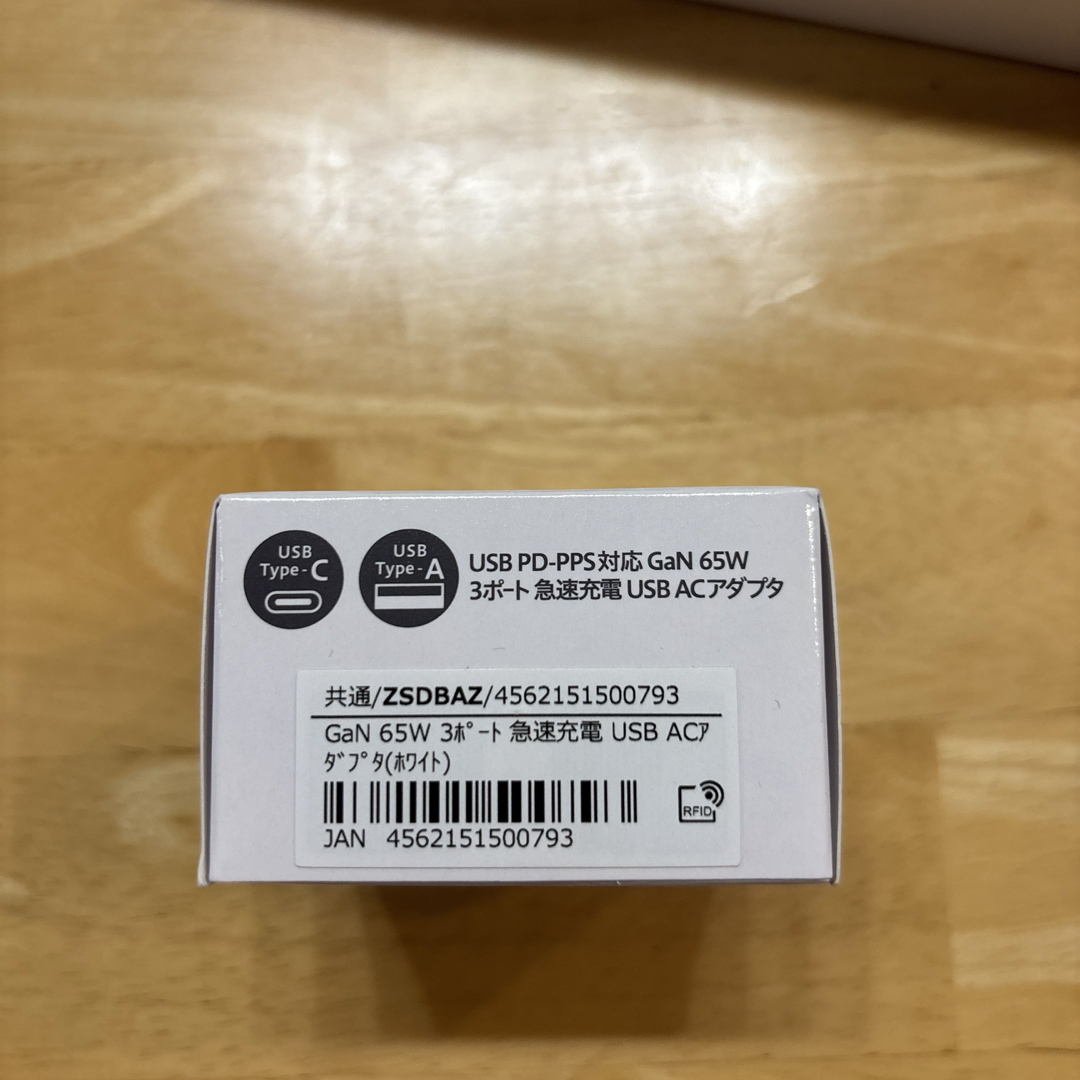 USB
Type-C
USB
Type-A
USB PD-PPS対応 GaN 65W
3ポート 急速充電 USB ACアダプタ
共通/ZSDBAZ/4562151500793
GaN 65W 3ﾎﾟｰﾄ 急速充電 USB ACｱ
ﾀﾞﾌﾟﾀ(ﾎﾜｲﾄ)
RFID
JAN 4562151500793